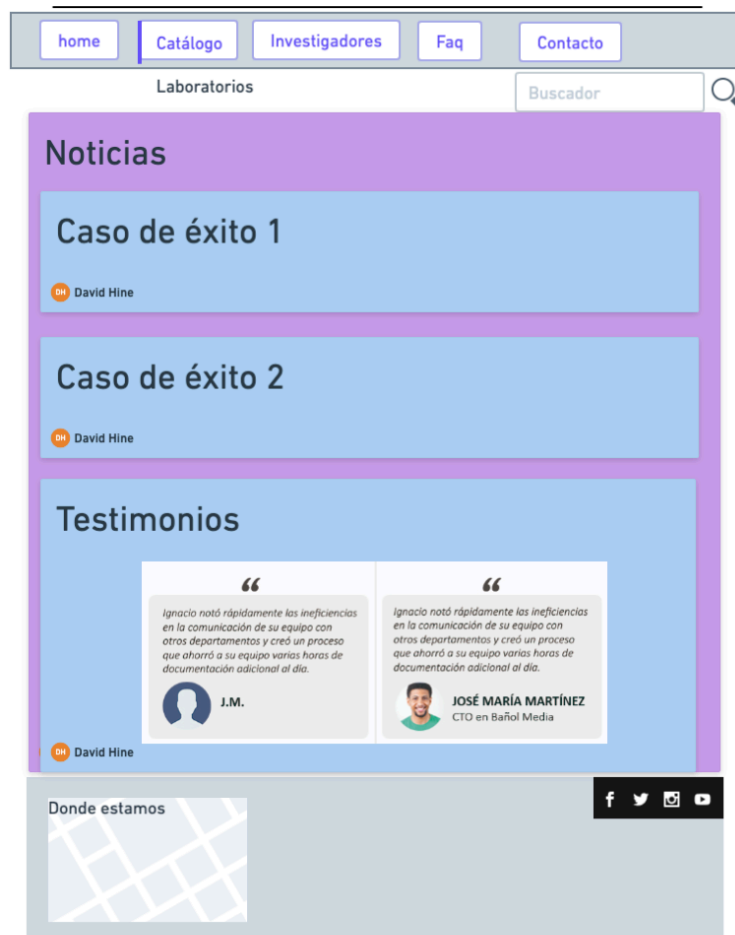 home
Catálogo
Investigadores
Faq
Contacto
Laboratorios
Buscador
Noticias
Caso de éxito 1
DH David Hine
Caso de éxito 2
DH David Hine
Testimonios
“
Ignacio notó rápidamente las ineficiencias
en la comunicación de su equipo con
otros departamentos y creó un proceso
que ahorró a su equipo varias horas de
documentación adicional al día.
J.M.
“
Ignacio notó rápidamente las ineficiencias
en la comunicación de su equipo con
otros departamentos y creó un proceso
que ahorró a su equipo varias horas de
documentación adicional al día.
JOSÉ MARÍA MARTÍNEZ
CTO en Bañol Media
DH David Hine
Donde estamos